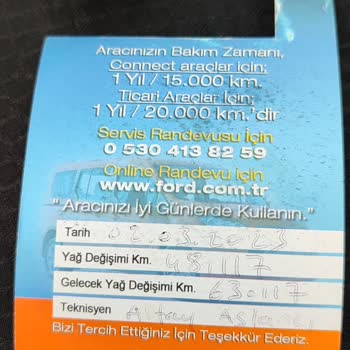 Aracınızın Bakım Zamanı,
Connect araçlar için;
1 Yıl / 15.000 km.
Ticari Araçlar İçin;
1 Yıl / 20.000 km.'dir
Servis Randevusu İçin
0 530 413 82 59
Online Randevu için
www.ford.com.tr
"Aracınızı İyi Günlerde Kullanın."
Tarih 02.03.2023
Yağ Değişimi Km. 48.117
Gelecek Yağ Değişimi Km. 63.117
Teknisyen Altay
Bizi Tercih Ettiğiniz İçin Teşekkür Ederiz.